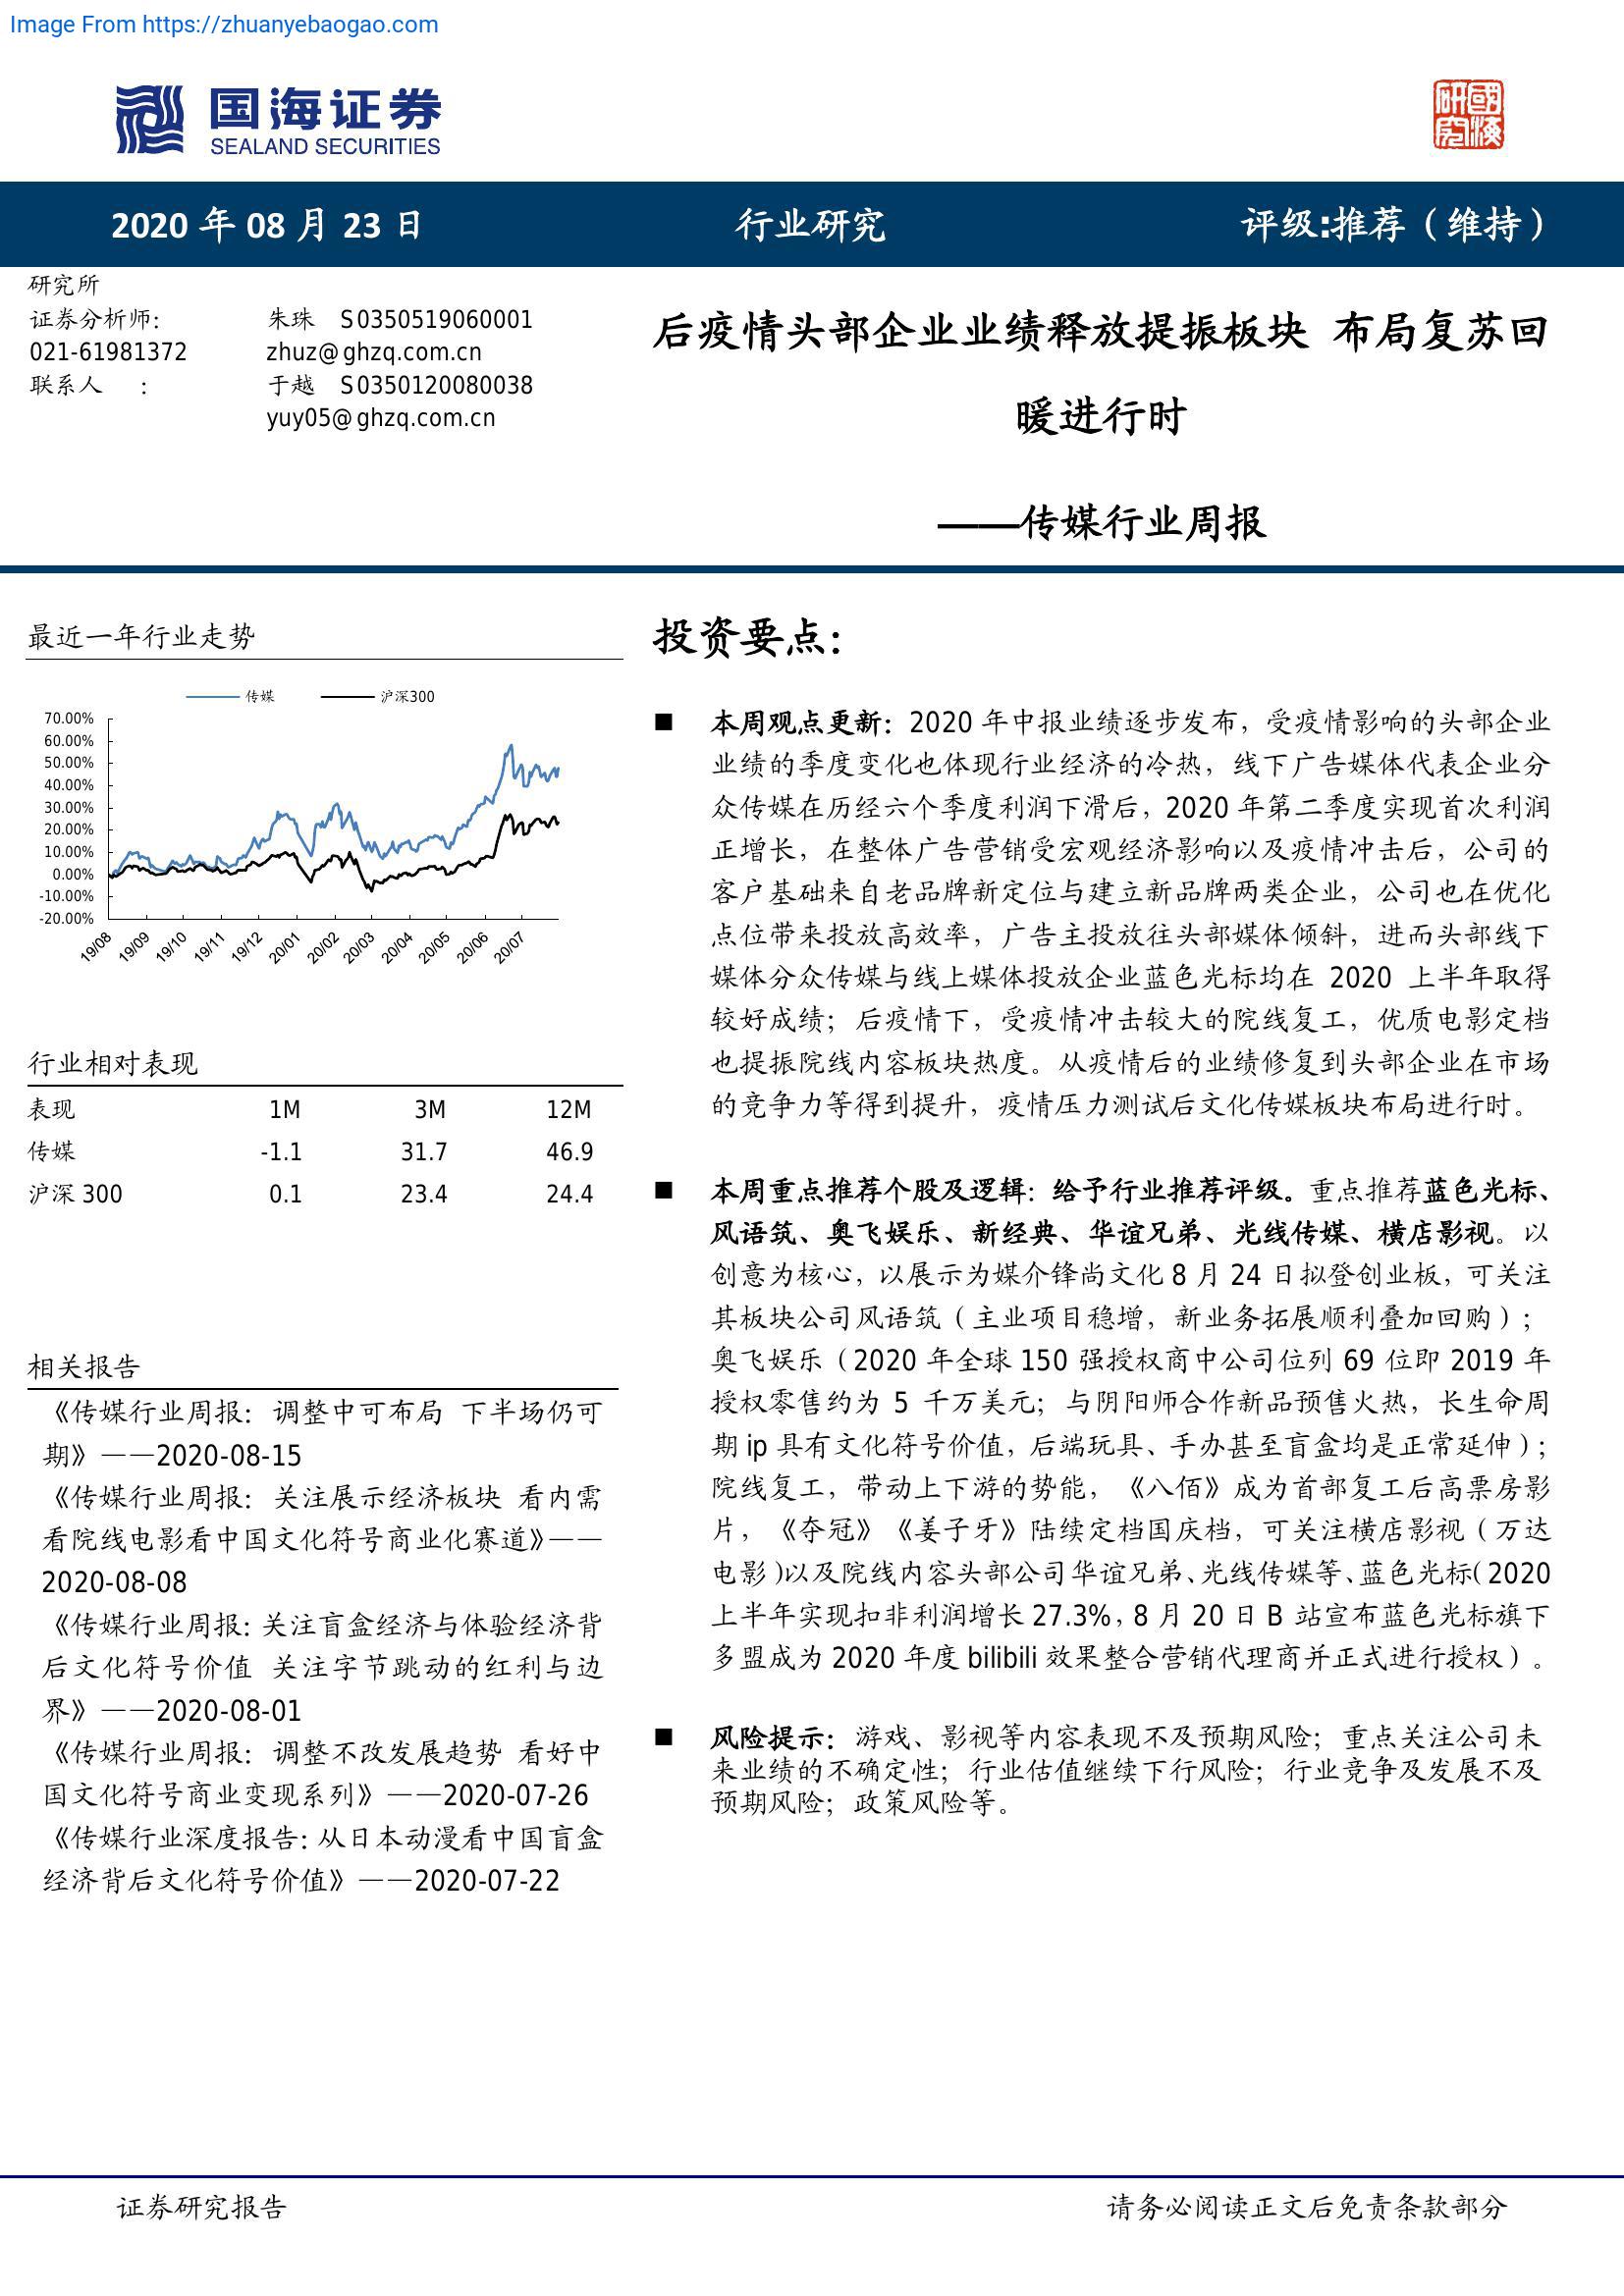 Image From https://zhuanyebaogao.com
国海证券
SEALAND SECURITIES
研究國海
2020 年 08 月 23 日 行业研究 评级:推荐（维持）
研究所
证券分析师: 朱珠 S0350519060001
021-61981372 zhuz@ghzq.com.cn
联系人 : 于越 S0350120080038
yuy05@ghzq.com.cn
后疫情头部企业业绩释放提振板块 布局复苏回
暖进行时
——传媒行业周报
最近一年行业走势
传媒 沪深300
70.00%
60.00%
50.00%
40.00%
30.00%
20.00%
10.00%
0.00%
-10.00%
-20.00%
19/08 19/09 19/10 19/11 19/12 20/01 20/02 20/03 20/04 20/05 20/06 20/07
行业相对表现
表现 1M 3M 12M
传媒 -1.1 31.7 46.9
沪深 300 0.1 23.4 24.4
相关报告
《传媒行业周报：调整中可布局 下半场仍可
期》——2020-08-15
《传媒行业周报：关注展示经济板块 看内需
看院线电影看中国文化符号商业化赛道》——
2020-08-08
《传媒行业周报：关注盲盒经济与体验经济背
后文化符号价值 关注字节跳动的红利与边
界》——2020-08-01
《传媒行业周报：调整不改发展趋势 看好中
国文化符号商业变现系列》——2020-07-26
《传媒行业深度报告：从日本动漫看中国盲盒
经济背后文化符号价值》——2020-07-22
投资要点：
■ 本周观点更新：2020 年中报业绩逐步发布，受疫情影响的头部企业
业绩的季度变化也体现行业经济的冷热，线下广告媒体代表企业分
众传媒在历经六个季度利润下滑后，2020 年第二季度实现首次利润
正增长，在整体广告营销受宏观经济影响以及疫情冲击后，公司的
客户基础来自老品牌新定位与建立新品牌两类企业，公司也在优化
点位带来投放高效率，广告主投放往头部媒体倾斜，进而头部线下
媒体分众传媒与线上媒体投放企业蓝色光标均在 2020 上半年取得
较好成绩；后疫情下，受疫情冲击较大的院线复工，优质电影定档
也提振院线内容板块热度。从疫情后的业绩修复到头部企业在市场
的竞争力等得到提升，疫情压力测试后文化传媒板块布局进行时。
■ 本周重点推荐个股及逻辑：给予行业推荐评级。重点推荐蓝色光标、
风语筑、奥飞娱乐、新经典、华谊兄弟、光线传媒、横店影视。以
创意为核心，以展示为媒介锋尚文化 8 月 24 日拟登创业板，可关注
其板块公司风语筑（主业项目稳增，新业务拓展顺利叠加回购）；
奥飞娱乐（2020 年全球 150 强授权商中公司位列 69 位即 2019 年
授权零售约为 5 千万美元；与阴阳师合作新品预售火热，长生命周
期 ip 具有文化符号价值，后端玩具、手办甚至盲盒均是正常延伸）；
院线复工，带动上下游的势能，《八佰》成为首部复工后高票房影
片，《夺冠》《姜子牙》陆续定档国庆档，可关注横店影视（万达
电影)以及院线内容头部公司华谊兄弟、光线传媒等、蓝色光标(2020
上半年实现扣非利润增长 27.3%，8 月 20 日 B 站宣布蓝色光标旗下
多盟成为 2020 年度 bilibili 效果整合营销代理商并正式进行授权）。
■ 风险提示：游戏、影视等内容表现不及预期风险；重点关注公司未
来业绩的不确定性；行业估值继续下行风险；行业竞争及发展不及
预期风险；政策风险等。
证券研究报告 请务必阅读正文后免责条款部分